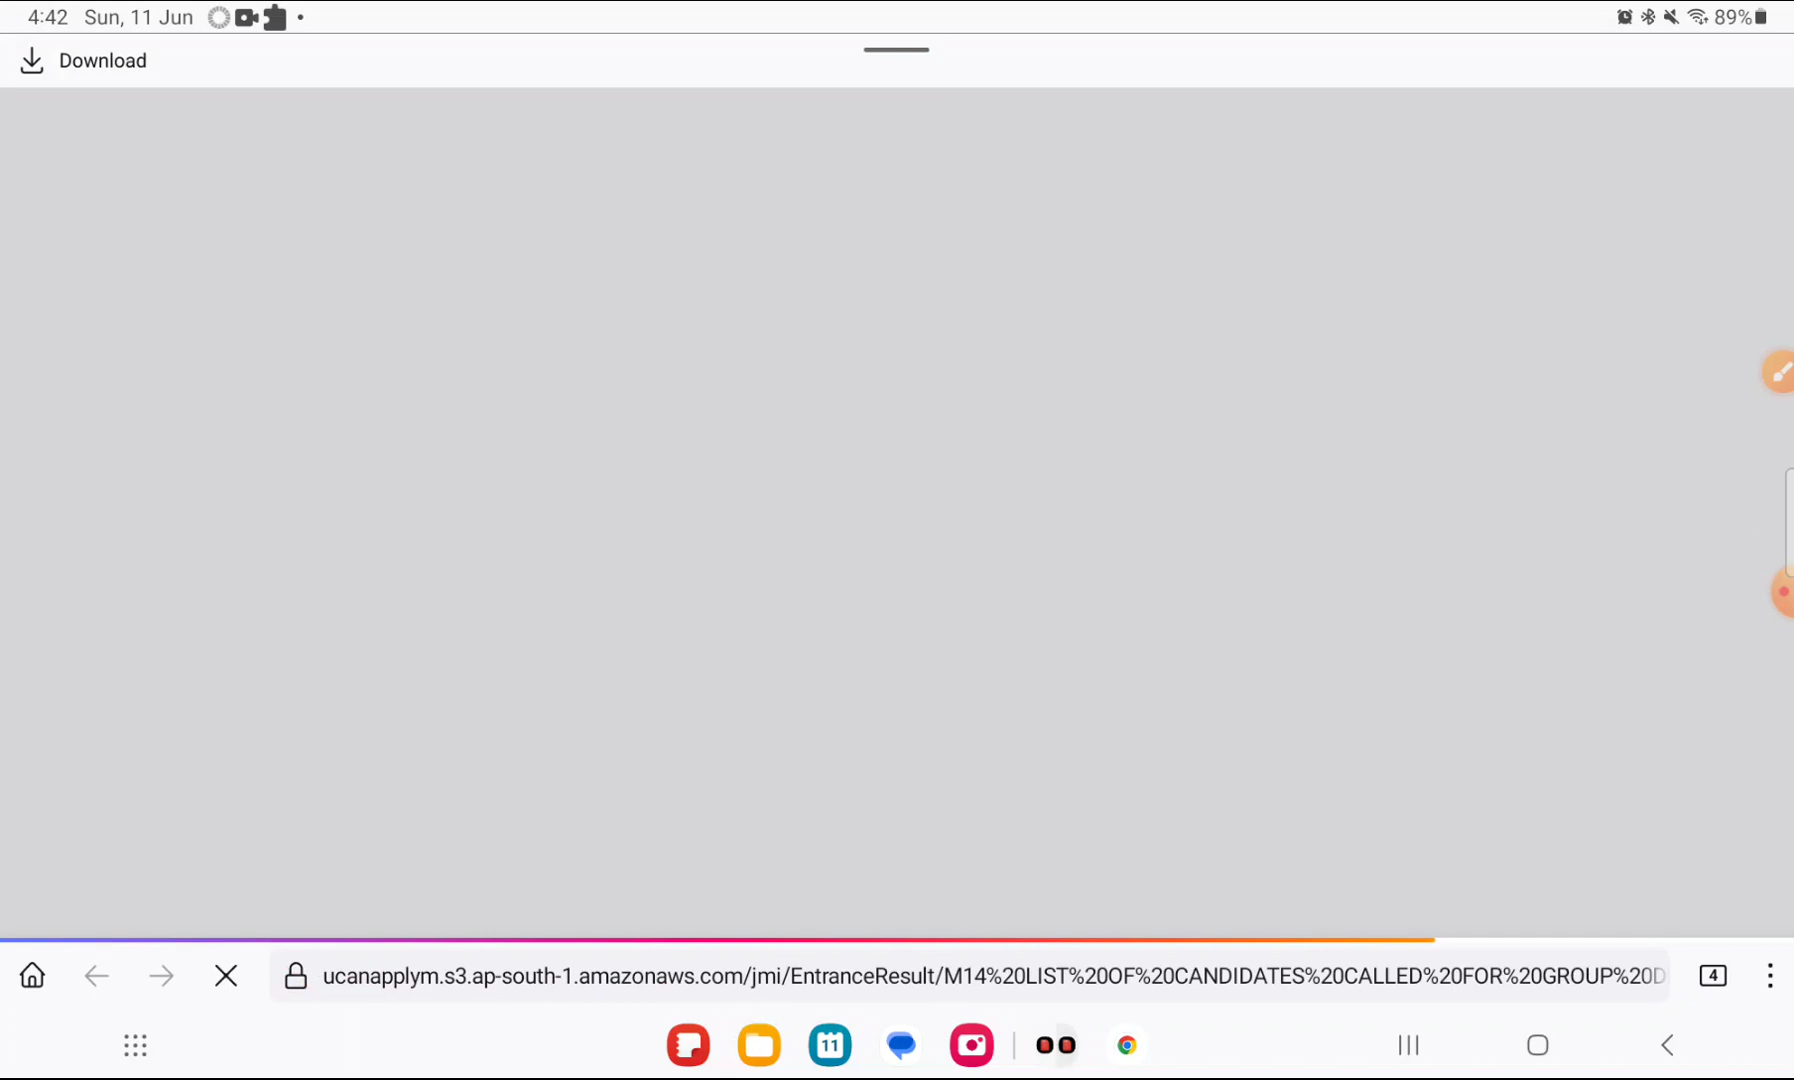 4:42 Sun, 11 Jun
89%
Download
ucanapplym.s3.ap-south-1.amazonaws.com/jmi/EntranceResult/M14%20LIST%20OF%20CANDIDATES%20CALLED%20FOR%20GROUP%20D
4
11